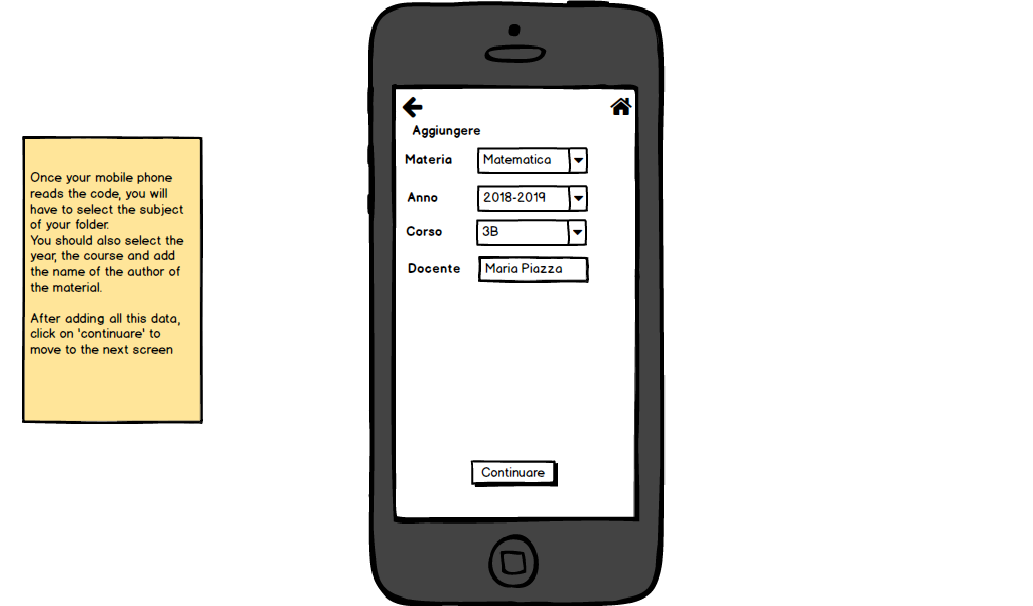 Once your mobile phone
reads the code, you will
have to select the subject
of your folder.
You should also select the
year, the course and add
the name of the author of
the material.
After adding all this data,
click on 'continuare' to
move to the next screen
Aggiungere
Materia Matematica
Anno 2018-2019
Corso 3B
Docente Maria Piazza
Continuare